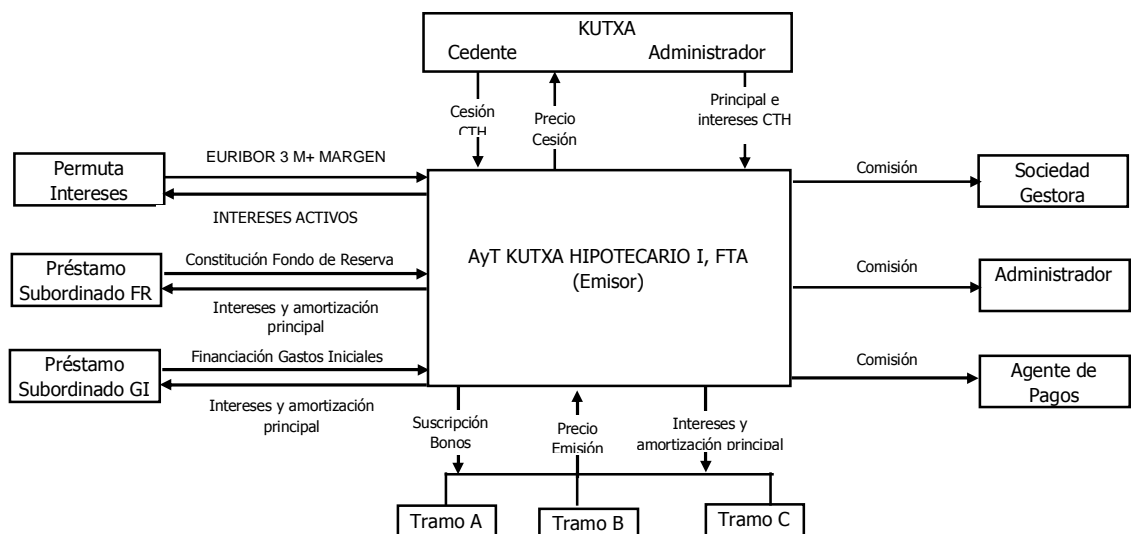 KUTXA
Cedente Administrador
Cesión
CTH
Precio
Cesión
Principal e
intereses CTH
Permuta
Intereses
EURIBOR 3 M+ MARGEN
INTERESES ACTIVOS
Préstamo
Subordinado FR
Constitución Fondo de Reserva
Intereses y amortización
principal
Préstamo
Subordinado GI
Financiación Gastos Iniciales
Intereses y amortización
principal
AyT KUTXA HIPOTECARIO I, FTA
(Emisor)
Comisión
Sociedad
Gestora
Comisión
Administrador
Comisión
Agente de
Pagos
Suscripción
Bonos
Precio
Emisión
Intereses y
amortización principal
Tramo A
Tramo B
Tramo C